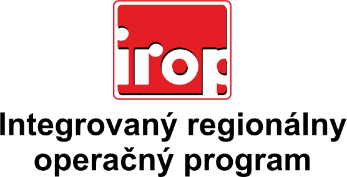 irop
Integrovaný regionálny
operačný program